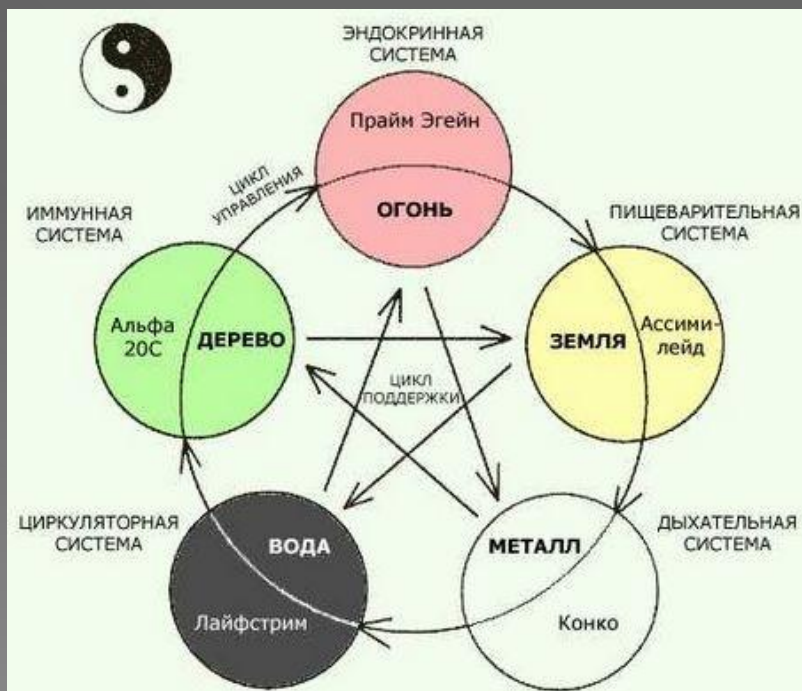 ЭНДОКРИННАЯ
СИСТЕМА
Прайм Эгейн
ОГОНЬ
ЦИКЛ
УПРАВЛЕНИЯ
ИММУННАЯ
СИСТЕМА
ПИЩЕВАРИТЕЛЬНАЯ
СИСТЕМА
Альфа
20С
ДЕРЕВО
ЗЕМЛЯ
Ассими-
лейд
ЦИКЛ
ПОДДЕРЖКИ
ЦИРКУЛЯТОРНАЯ
СИСТЕМА
ВОДА
Лайфстрим
МЕТАЛЛ
Конко
ДЫХАТЕЛЬНАЯ
СИСТЕМА